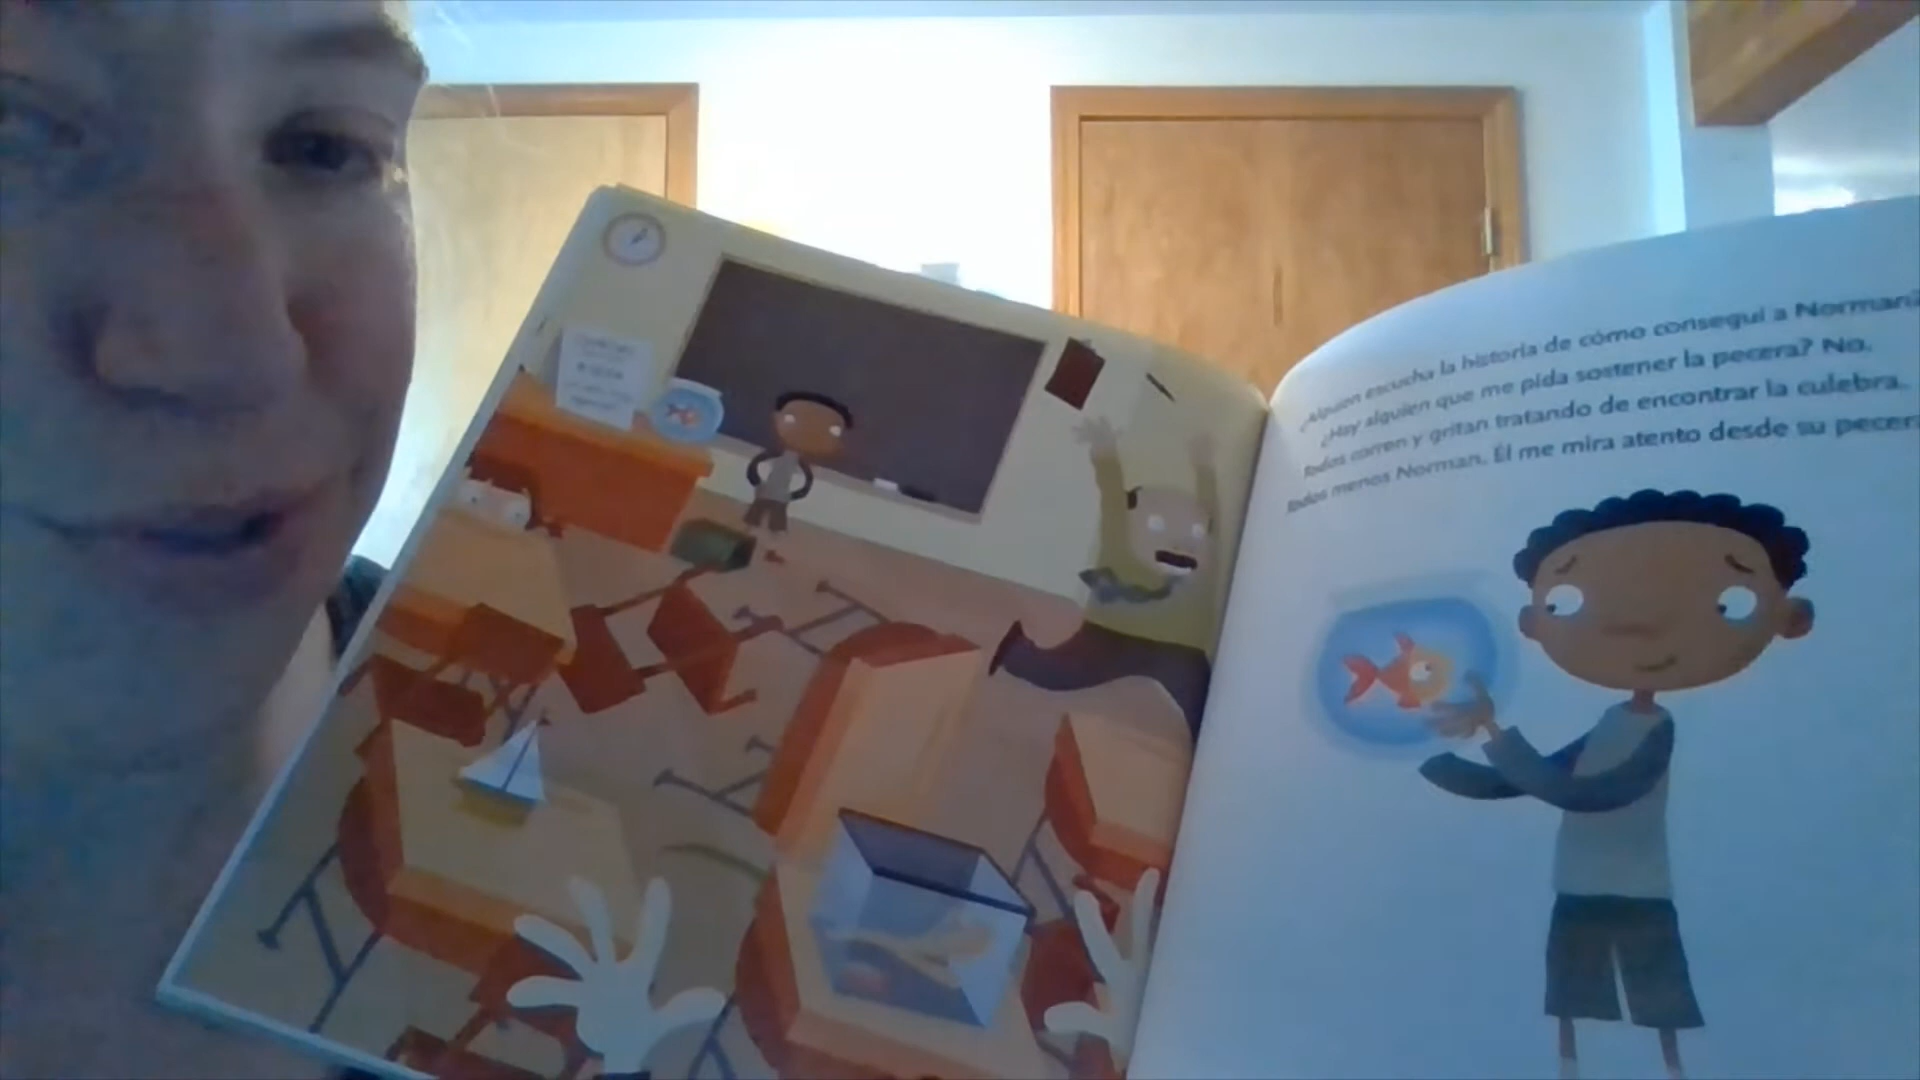 ¿Alguien escucha la historia de cómo conseguí a Norman?
¿Hay alguien que me pida sostener la pecera? No.
Todos corren y gritan tratando de encontrar la culebra.
Todos menos Norman. Él me mira atento desde su pecera